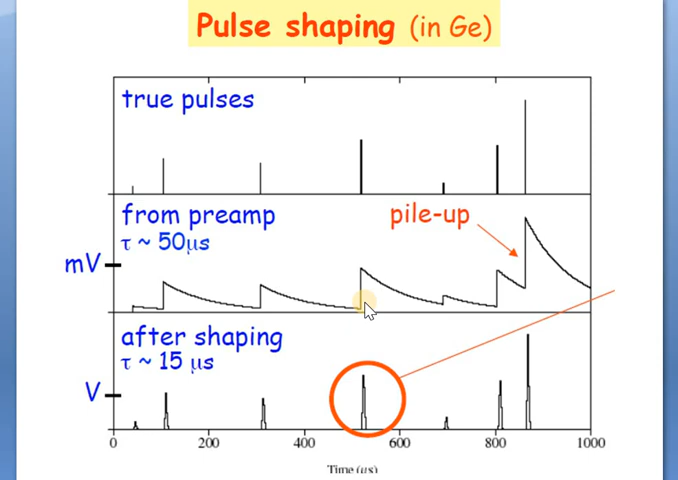 Pulse shaping (in Ge)
true pulses
from preamp
τ ~ 50μs
pile-up
mV
after shaping
τ ~ 15 μs
V
0 200 400 600 800 1000
Time (μs)